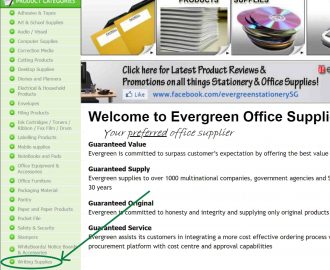 PRODUCT CATEGORIES
Adhesive & Tapes
Art & School Supplies
Audio / Visual
Computer Supplies
Correction Media
Cutting Products
Desktop Supplies
Diaries and Planners
Electrical & Household
Products
Envelopes
Filing Products
Ink Cartridges / Toners /
Ribbon / Fax Film / Drum
Labelling Products
Mobile supplies
Notebooks and Pads
Office Equipment &
Accessories
Office Furniture
Packaging Material
Pantry
Paper and Paper Products
Pocket File
Safety & Security
Stampers
Whiteboards/ Notice Boards
& Accessories
Writing Supplies
PRODUCTS
SUPPLIES
Click here for Latest Product Reviews &
Promotions on all things Stationery & Office Supplies!
Like
www.facebook.com/evergreenstationerySG
Welcome to Evergreen Office Suppli
Your preferred office supplier
Guaranteed Value
Evergreen is committed to surpass customer's expectation by offering the best value
Guaranteed Supply
Evergreen supplies to over 1000 multinational companies, government agencies and S
30 years
Guaranteed Original
Evergreen is committed to honesty and integrity and supplying only original products
Guaranteed Service
Evergreen assists its customers in integrating a more cost effective ordering process w
procurement platform with cost centre and approval capabilities